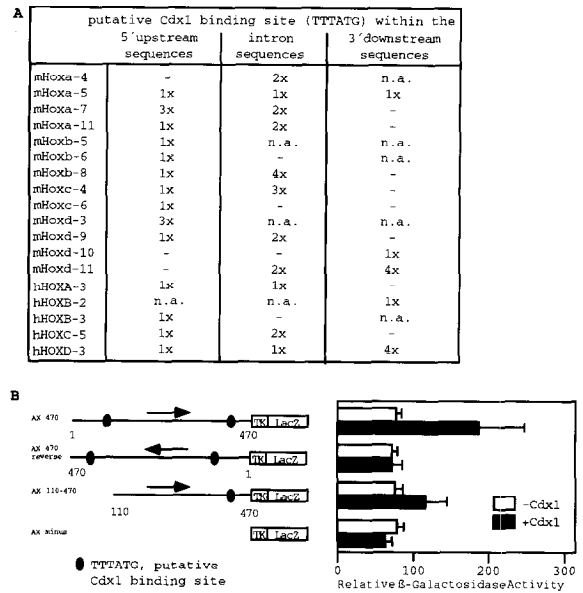 A
putative Cdx1 binding site (TTTATG) within the
5´upstream sequences intron sequences 3´downstream sequences
mHoxa-4 - 2x n.a.
mHoxa-5 1x 1x 1x
mHoxa-7 3x 2x -
mHoxa-11 1x 2x -
mHoxb-5 1x n.a. n.a.
mHoxb-6 1x - n.a.
mHoxb-8 1x 4x -
mHoxc-4 1x 3x -
mHoxc-6 1x - -
mHoxd-3 3x n.a. n.a.
mHoxd-9 1x 2x -
mHoxd-10 - - 1x
mHoxd-11 - 2x 4x
hHOXA-3 1x 1x -
hHOXB-2 n.a. n.a. 1x
hHOXB-3 1x - n.a.
hHOXC-5 1x 2x -
hHOXD-3 1x 1x 4x
B
AX 470
1 470 TK LacZ
AX 470 reverse
470 1 TK LacZ
AX 110-470
110 470 TK LacZ
AX minus TK LacZ
TTTATG, putative
Cdx1 binding site
-Cdx1
+Cdx1
0 100 200 300
Relative ß-Galactosidase Activity